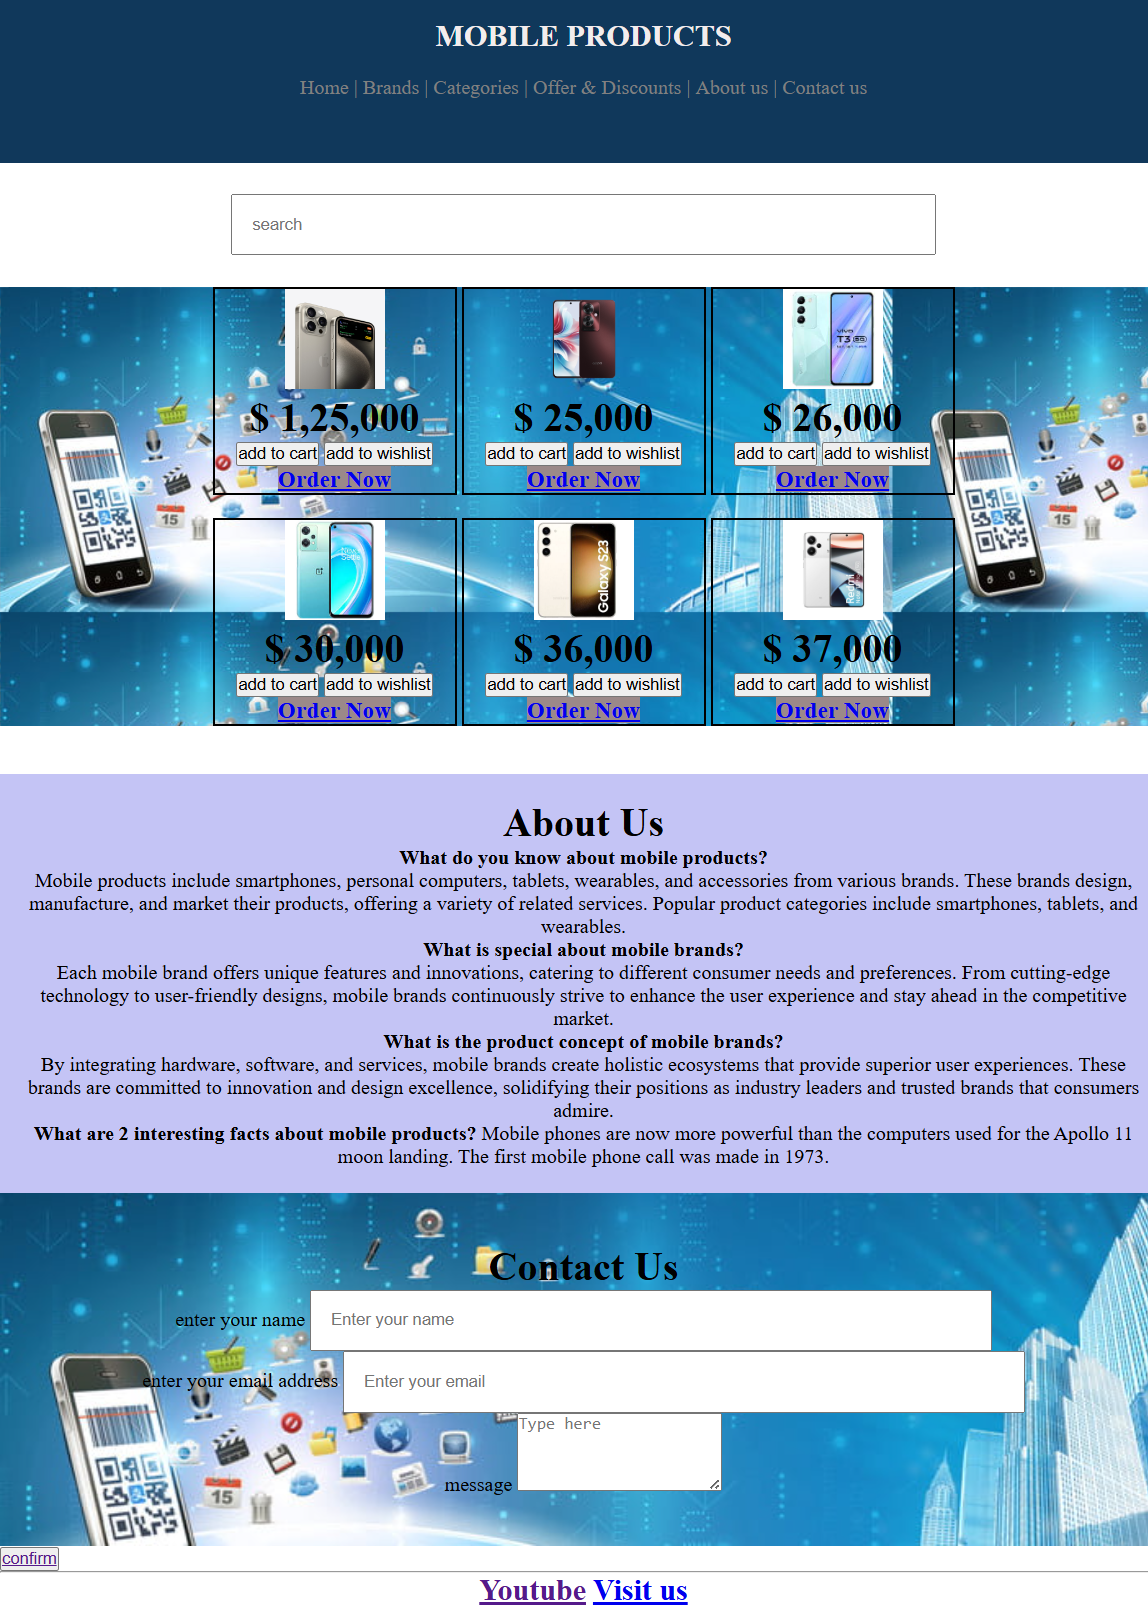 MOBILE PRODUCTS
Home | Brands | Categories | Offer & Discounts | About us | Contact us
search
$ 1,25,000
add to cart add to wishlist
Order Now
$ 25,000
add to cart add to wishlist
Order Now
vivo
T3 5G
$ 26,000
add to cart add to wishlist
Order Now
15
15
$ 30,000
add to cart add to wishlist
Order Now
Galaxy S23
$ 36,000
add to cart add to wishlist
Order Now
Redmi
$ 37,000
add to cart add to wishlist
Order Now
About Us
What do you know about mobile products?
Mobile products include smartphones, personal computers, tablets, wearables, and accessories from various brands. These brands design,
manufacture, and market their products, offering a variety of related services. Popular product categories include smartphones, tablets, and
wearables.
What is special about mobile brands?
Each mobile brand offers unique features and innovations, catering to different consumer needs and preferences. From cutting-edge
technology to user-friendly designs, mobile brands continuously strive to enhance the user experience and stay ahead in the competitive
market.
What is the product concept of mobile brands?
By integrating hardware, software, and services, mobile brands create holistic ecosystems that provide superior user experiences. These
brands are committed to innovation and design excellence, solidifying their positions as industry leaders and trusted brands that consumers
admire.
What are 2 interesting facts about mobile products? Mobile phones are now more powerful than the computers used for the Apollo 11
moon landing. The first mobile phone call was made in 1973.
Contact Us
enter your name Enter your name
enter your email address Enter your email
message Type here
15
confirm
Youtube Visit us